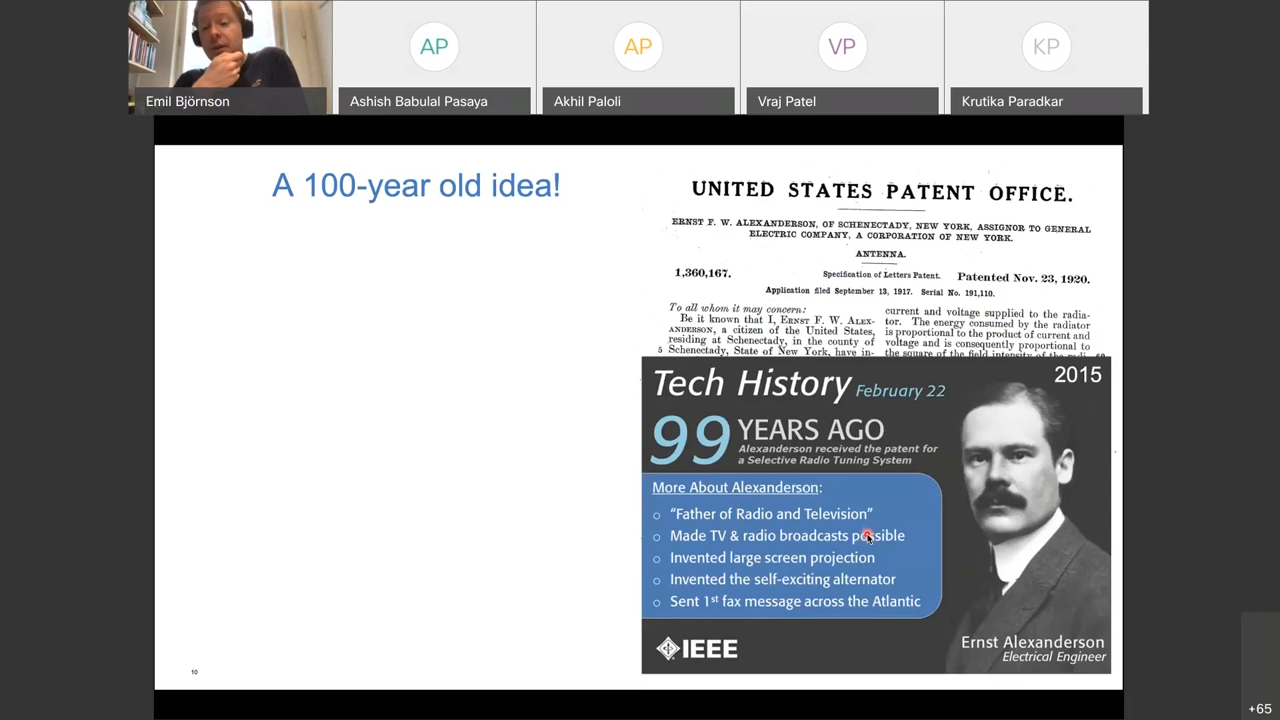 AP
AP
VP
KP
Emil Björnson
Ashish Babulal Pasaya
Akhil Paloli
Vraj Patel
Krutika Paradkar
A 100-year old idea!
UNITED STATES PATENT OFFICE.
ERNST F. W. ALEXANDERSON, OF SCHENECTADY, NEW YORK, ASSIGNOR TO GENERAL
ELECTRIC COMPANY, A CORPORATION OF NEW YORK.
ANTENNA.
1,360,167.
Specification of Letters Patent.
Patented Nov. 23, 1920.
Application filed September 13, 1917. Serial No. 191,110.
To all whom it may concern:
Be it known that I, ERNST F. W. ALEX-
ANDERSON, a citizen of the United States,
residing at Schenectady, in the county of
5 Schenectady, State of New York, have in-
current and voltage supplied to the radia-
tor. The energy consumed by the radiator
is proportional to the product of current and
voltage and is consequently proportional to
the square of the field intensity of the radi-
Tech History February 22
2015
99 YEARS AGO
Alexanderson received the patent for
a Selective Radio Tuning System
More About Alexanderson:
○ "Father of Radio and Television"
○ Made TV & radio broadcasts possible
○ Invented large screen projection
○ Invented the self-exciting alternator
○ Sent 1st fax message across the Atlantic
IEEE
Ernst Alexanderson
Electrical Engineer
10
+65